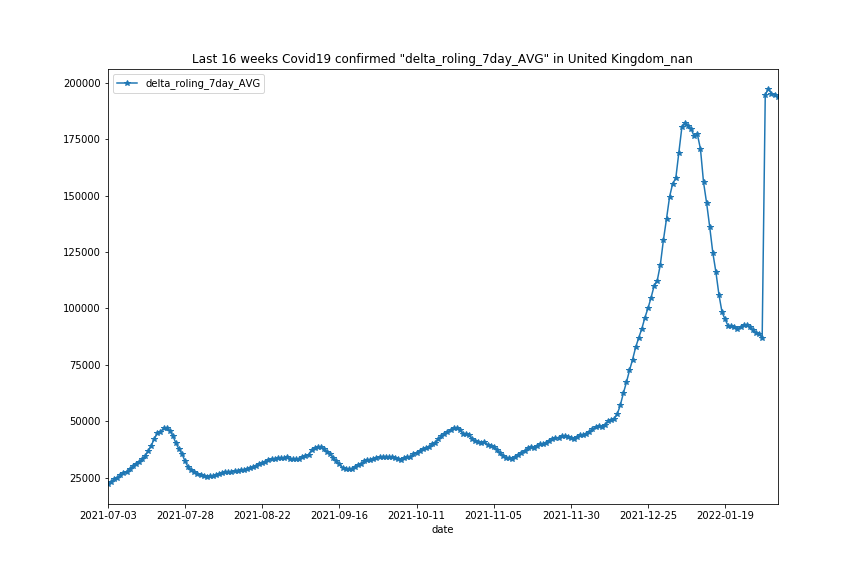 Last 16 weeks Covid19 confirmed "delta_roling_7day_AVG" in United Kingdom_nan
delta_roling_7day_AVG
200000
175000
150000
125000
100000
75000
50000
25000
2021-07-03 2021-07-28 2021-08-22 2021-09-16 2021-10-11 2021-11-05 2021-11-30 2021-12-25 2022-01-19
date